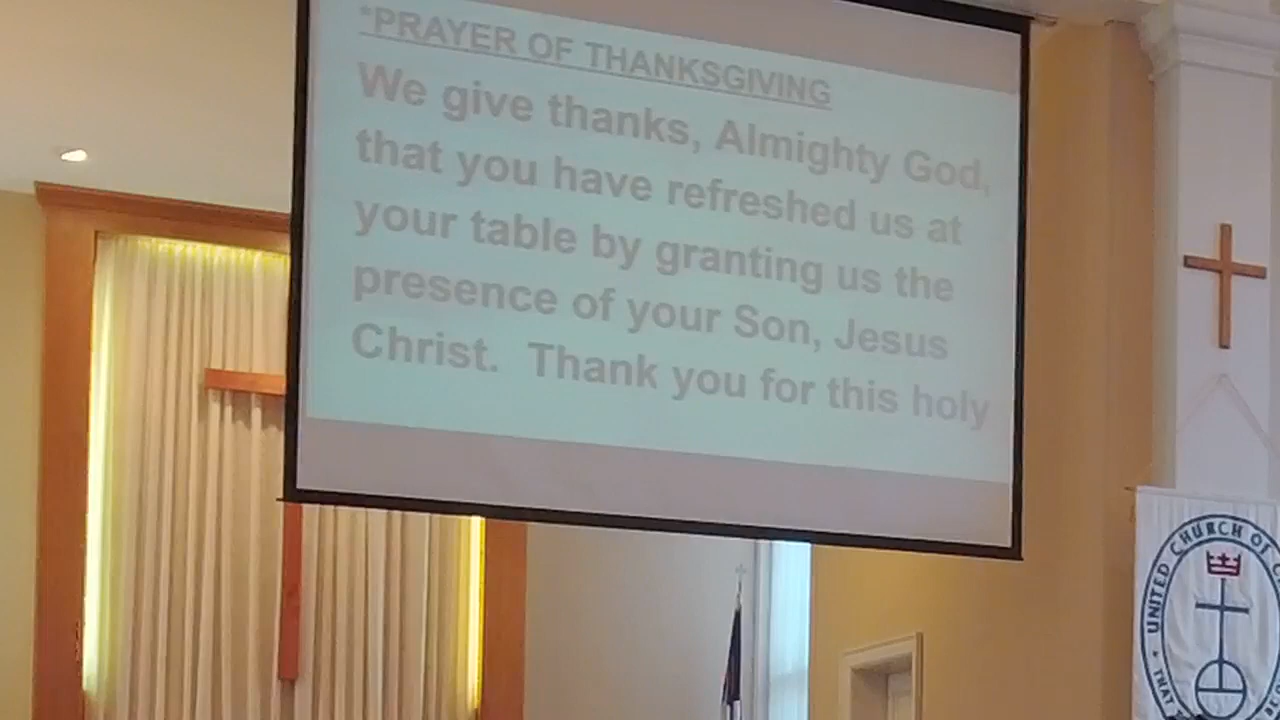 *PRAYER OF THANKSGIVING
We give thanks, Almighty God,
that you have refreshed us at
your table by granting us the
presence of your Son, Jesus
Christ.  Thank you for this holy
UNITED CHURCH OF
THAT